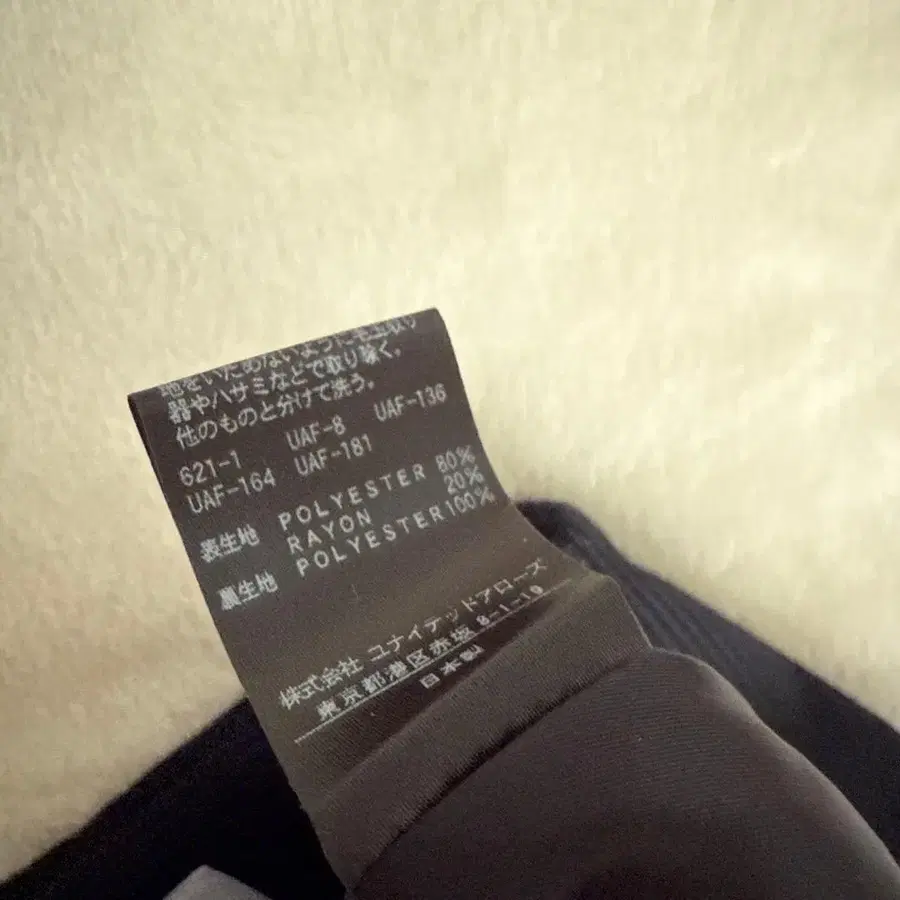 地をいためないように毛玉取り
器やハサミなどで取り除く。
他のものと分けて洗う。
621-1 UAF-8 UAF-136
UAF-164 UAF-181
表生地 POLYESTER 80%
RAYON 20%
裏生地 POLYESTER 100%
株式会社 ユナイテッドアローズ
東京都港区赤坂 8-1-19
日本製